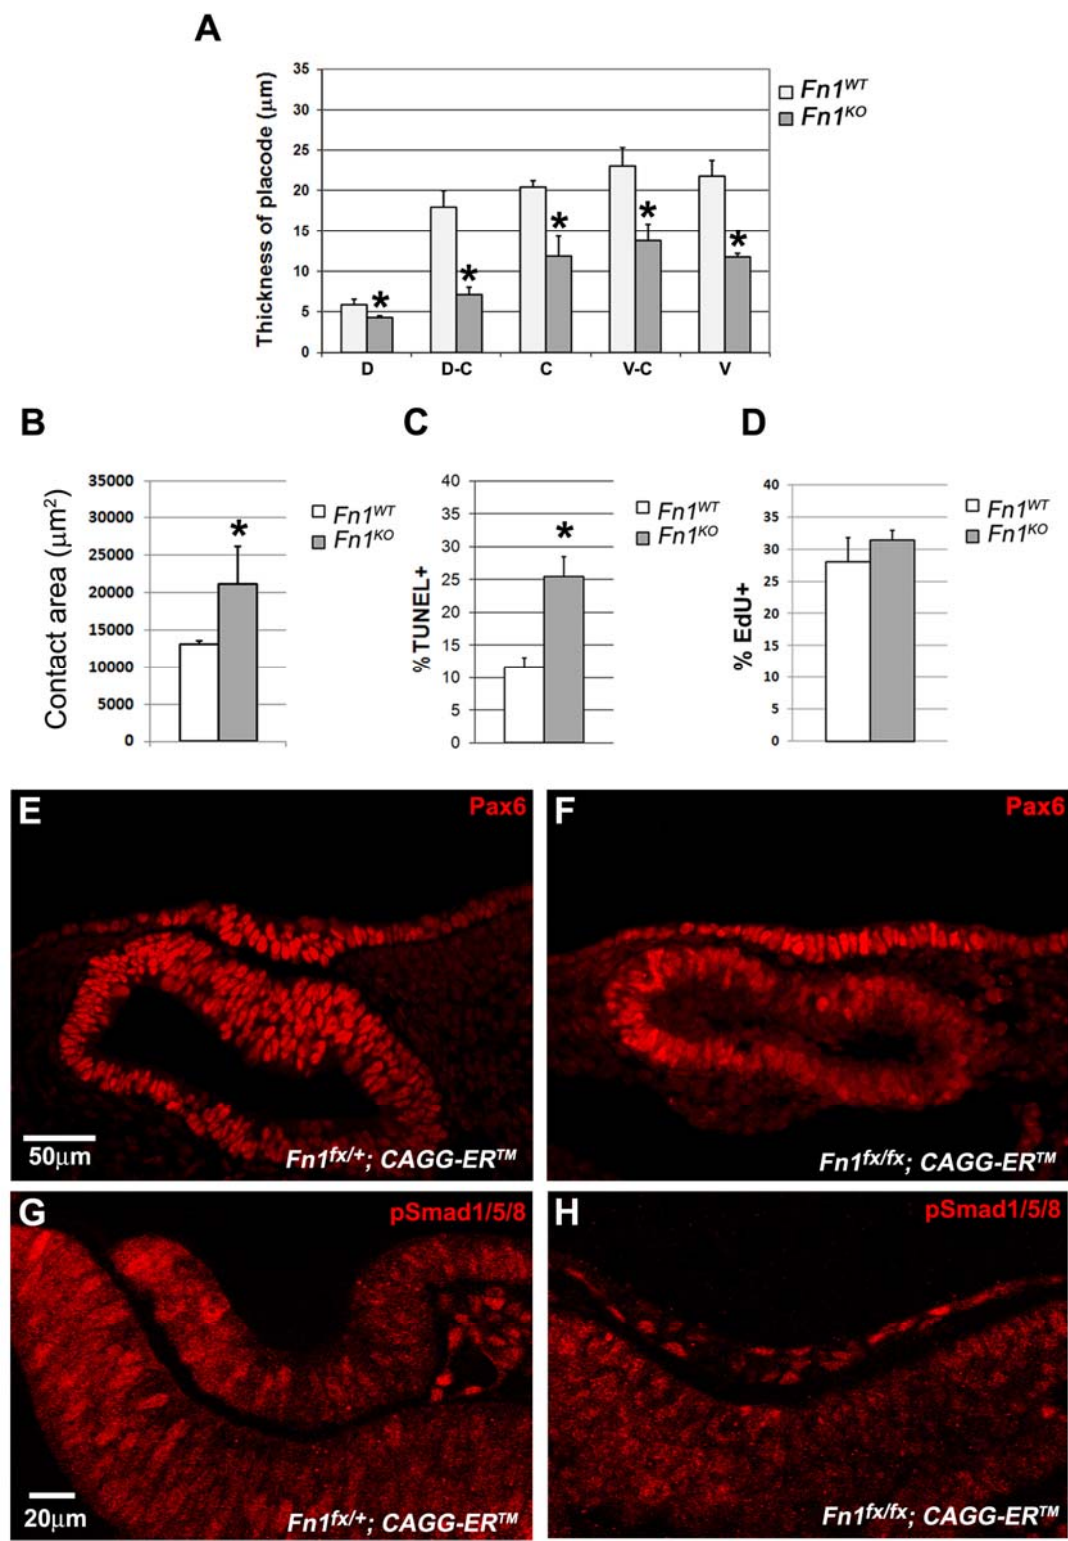 A
Thickness of placode (μm)
35
30
25
20
15
10
5
0
D D-C C V-C V
* * * * *
Fn1WT
Fn1KO
B
Contact area (μm2)
35000
30000
25000
20000
15000
10000
5000
0
*
Fn1WT
Fn1KO
C
%TUNEL+
40
35
30
25
20
15
10
5
0
*
Fn1WT
Fn1KO
D
% EdU+
40
35
30
25
20
15
10
5
0
Fn1WT
Fn1KO
E Pax6
50μm
Fn1fx/+; CAGG-ERTM
F Pax6
Fn1fx/fx; CAGG-ERTM
G pSmad1/5/8
20μm
Fn1fx/+; CAGG-ERTM
H pSmad1/5/8
Fn1fx/fx; CAGG-ERTM